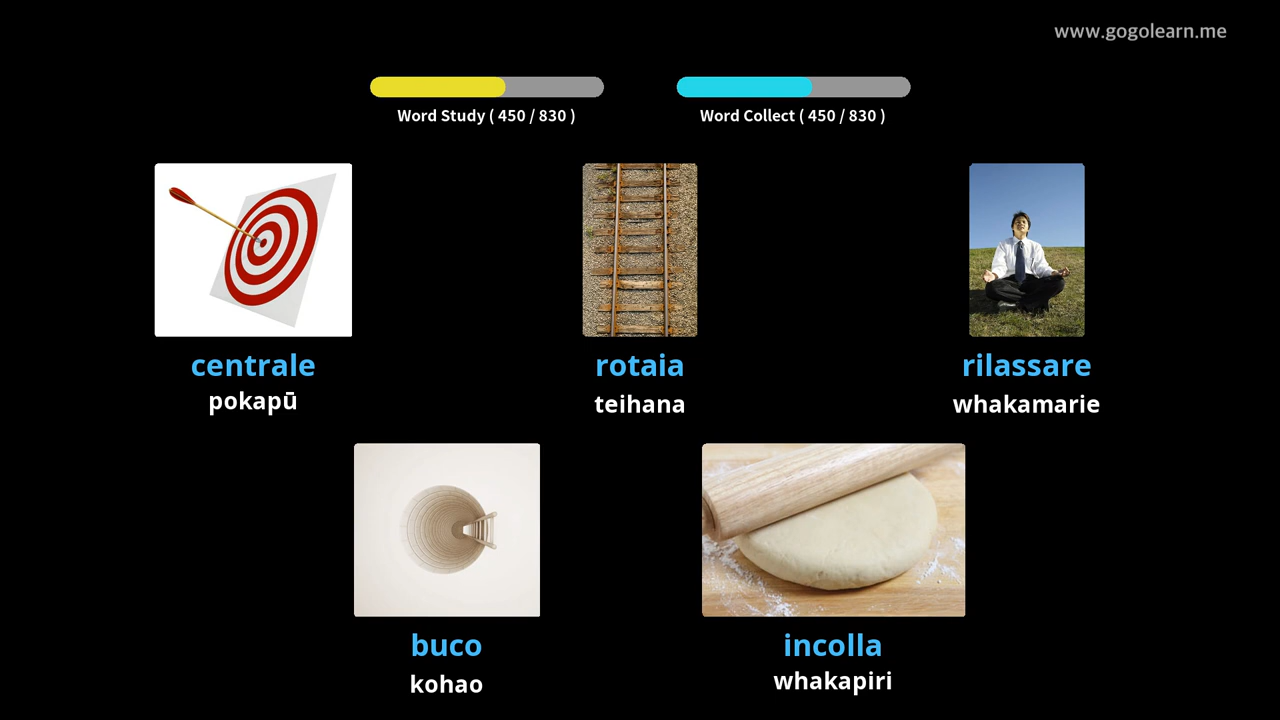 www.gogolearn.me
Word Study ( 450 / 830 )
Word Collect ( 450 / 830 )
centrale
pokapū
rotaia
teihana
rilassare
whakamarie
buco
kohao
incolla
whakapiri